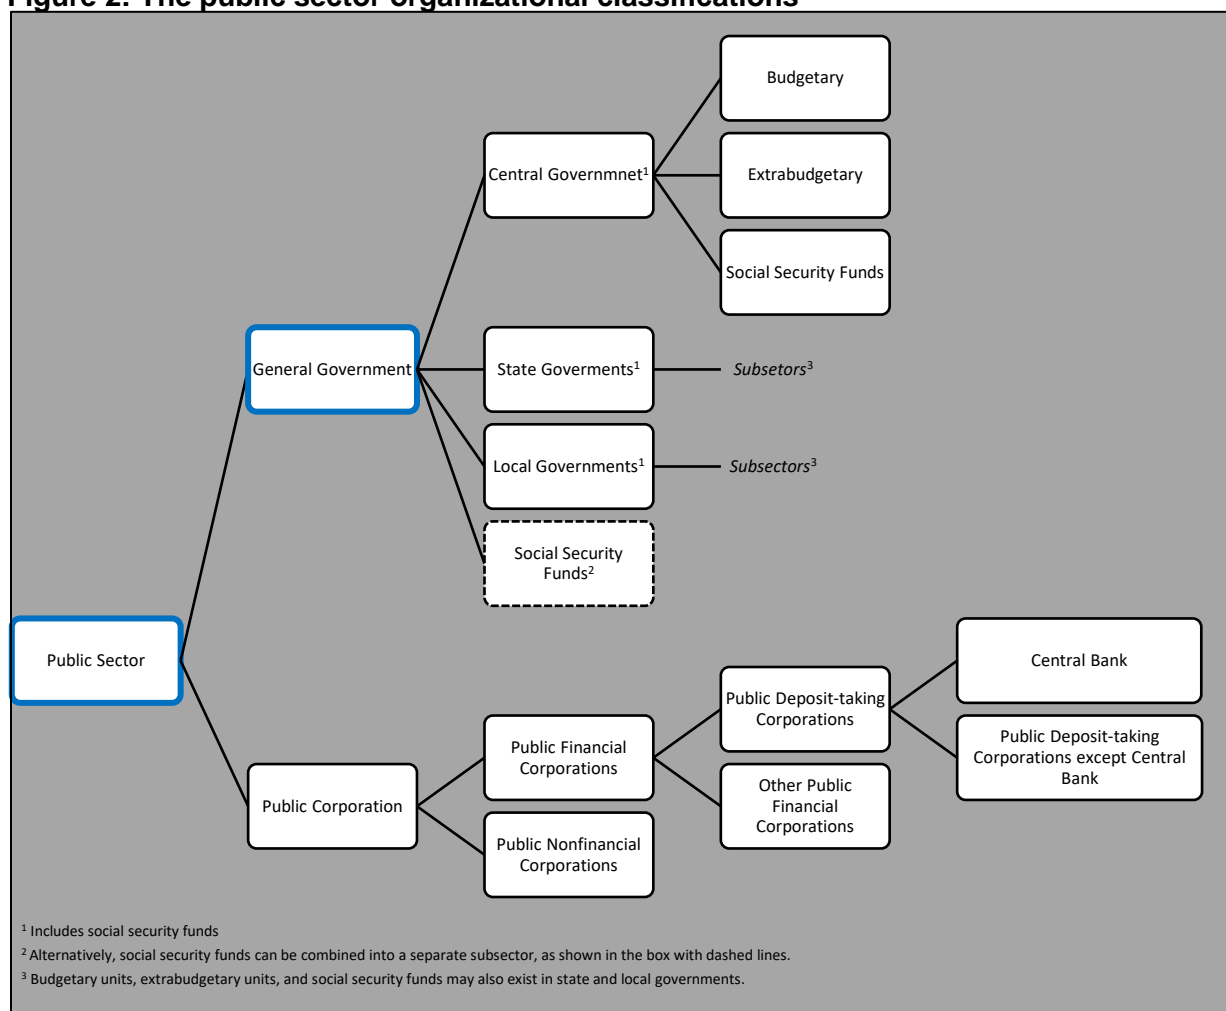 Figure 2. The public sector organizational classifications
Budgetary
Central Governmnet¹
Extrabudgetary
Social Security Funds
General Government
State Goverments¹
Subsetors³
Local Governments¹
Subsectors³
Social Security
Funds²
Public Sector
Central Bank
Public Deposit-taking
Corporations
Public Financial
Corporations
Public Deposit-taking
Corporations except Central
Bank
Public Corporation
Other Public
Financial
Corporations
Public Nonfinancial
Corporations
¹ Includes social security funds
² Alternatively, social security funds can be combined into a separate subsector, as shown in the box with dashed lines.
³ Budgetary units, extrabudgetary units, and social security funds may also exist in state and local governments.